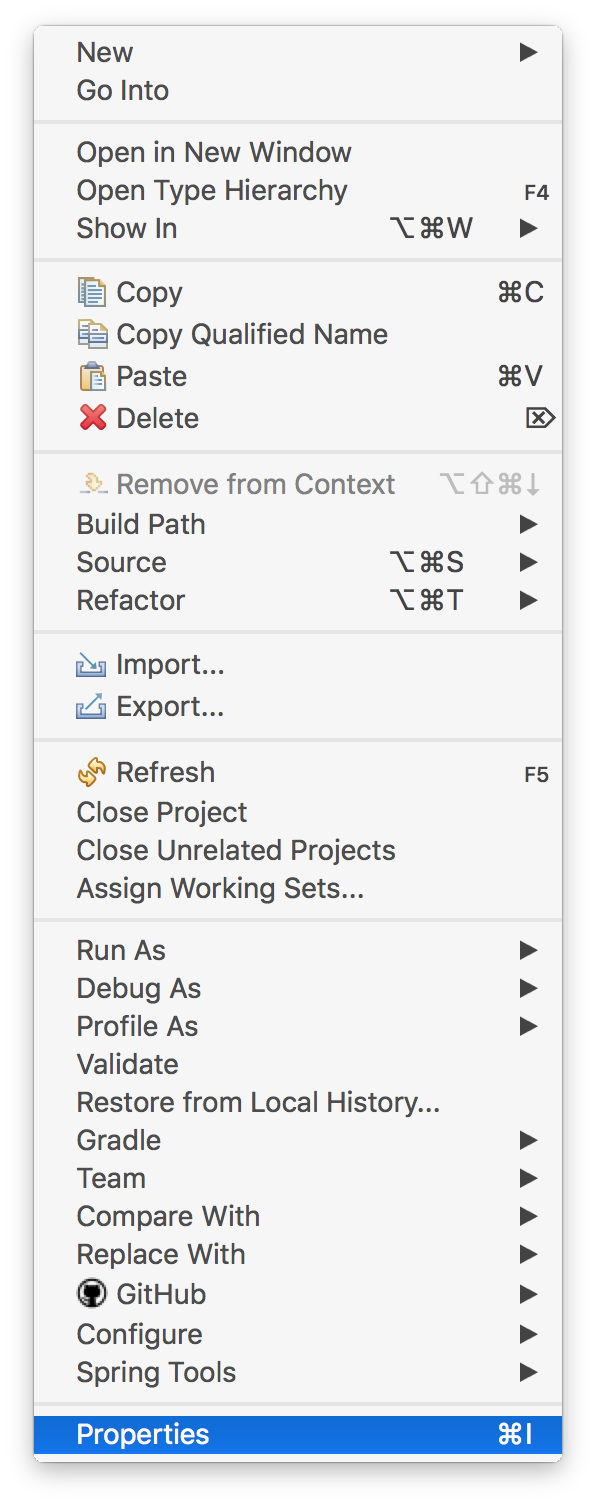 New ▶
Go Into
Open in New Window
Open Type Hierarchy F4
Show In ⌥⌘W ▶
Copy ⌘C
Copy Qualified Name
Paste ⌘V
Delete ⌦
Remove from Context ⌥⇧⌘↓
Build Path ▶
Source ⌥⌘S ▶
Refactor ⌥⌘T ▶
Import...
Export...
Refresh F5
Close Project
Close Unrelated Projects
Assign Working Sets...
Run As ▶
Debug As ▶
Profile As ▶
Validate
Restore from Local History...
Gradle ▶
Team ▶
Compare With ▶
Replace With ▶
GitHub ▶
Configure ▶
Spring Tools ▶
Properties ⌘I